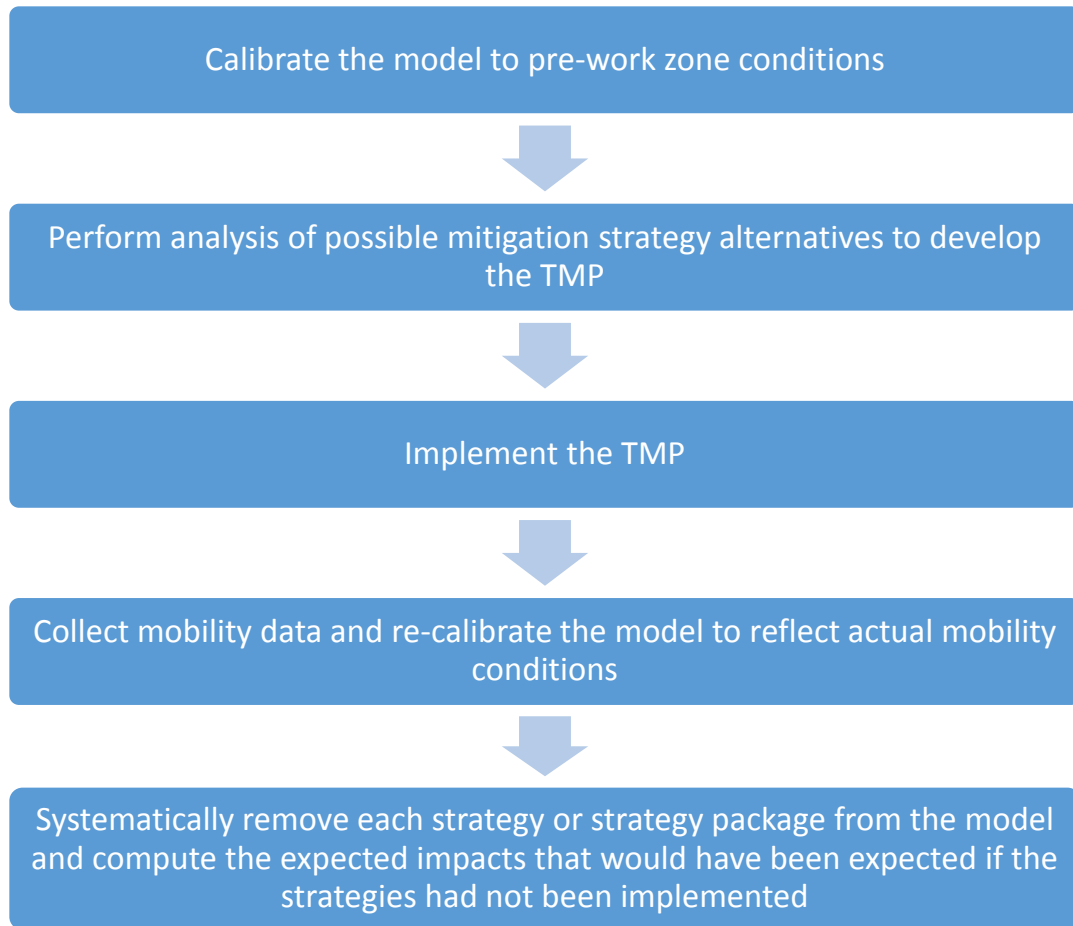 Calibrate the model to pre-work zone conditions
Perform analysis of possible mitigation strategy alternatives to develop
the TMP
Implement the TMP
Collect mobility data and re-calibrate the model to reflect actual mobility
conditions
Systematically remove each strategy or strategy package from the model
and compute the expected impacts that would have been expected if the
strategies had not been implemented